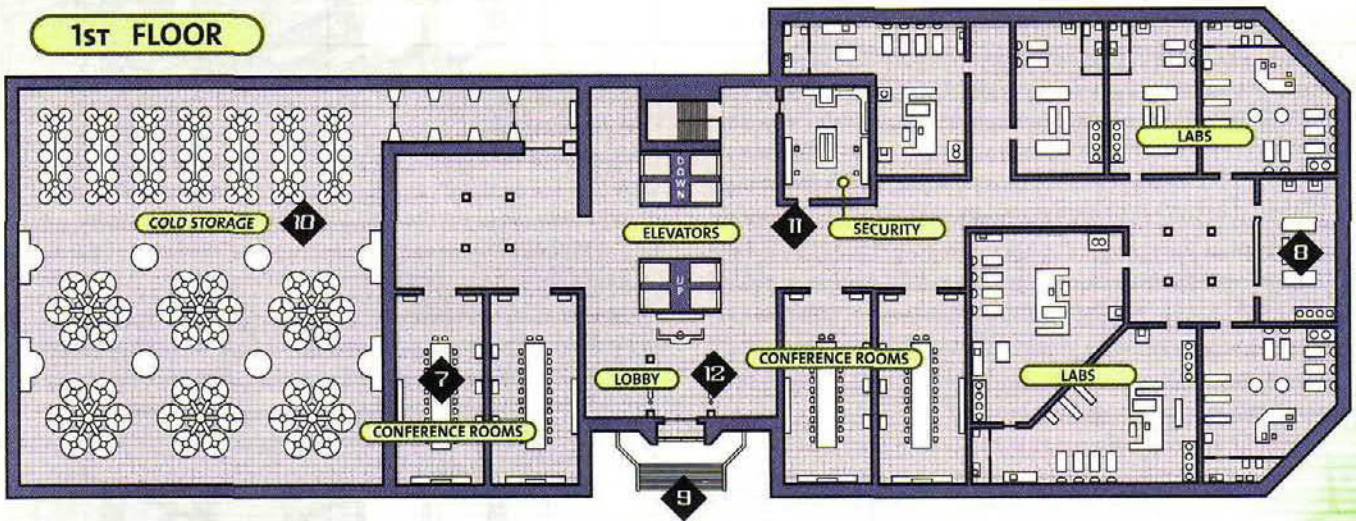 1ST FLOOR
LABS
COLD STORAGE
10
DOWN
ELEVATORS
11
SECURITY
8
UP
7
CONFERENCE ROOMS
LOBBY
12
CONFERENCE ROOMS
LABS
9